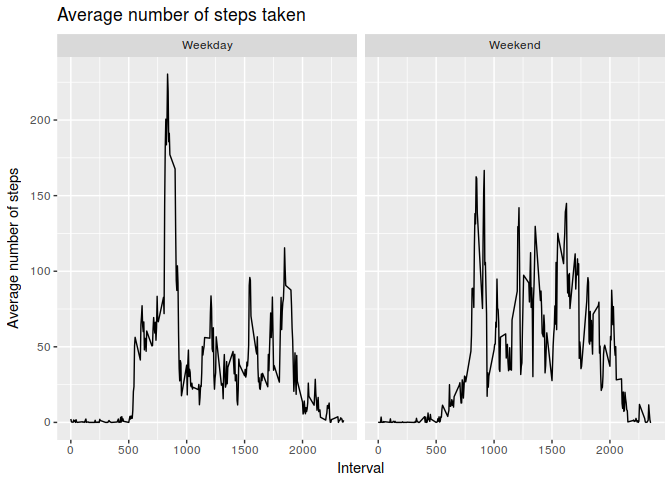 Average number of steps taken
Weekday
Weekend
200
150
100
50
0
Average number of steps
0 500 1000 1500 2000
0 500 1000 1500 2000
Interval